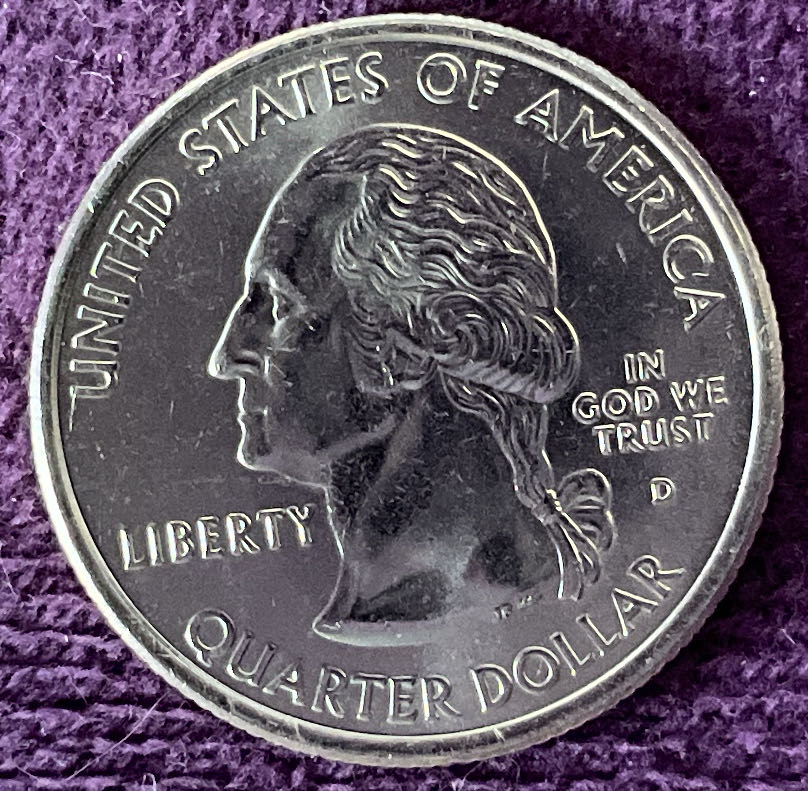 UNITED STATES OF AMERICA
IN
GOD WE
TRUST
D
LIBERTY
QUARTER DOLLAR